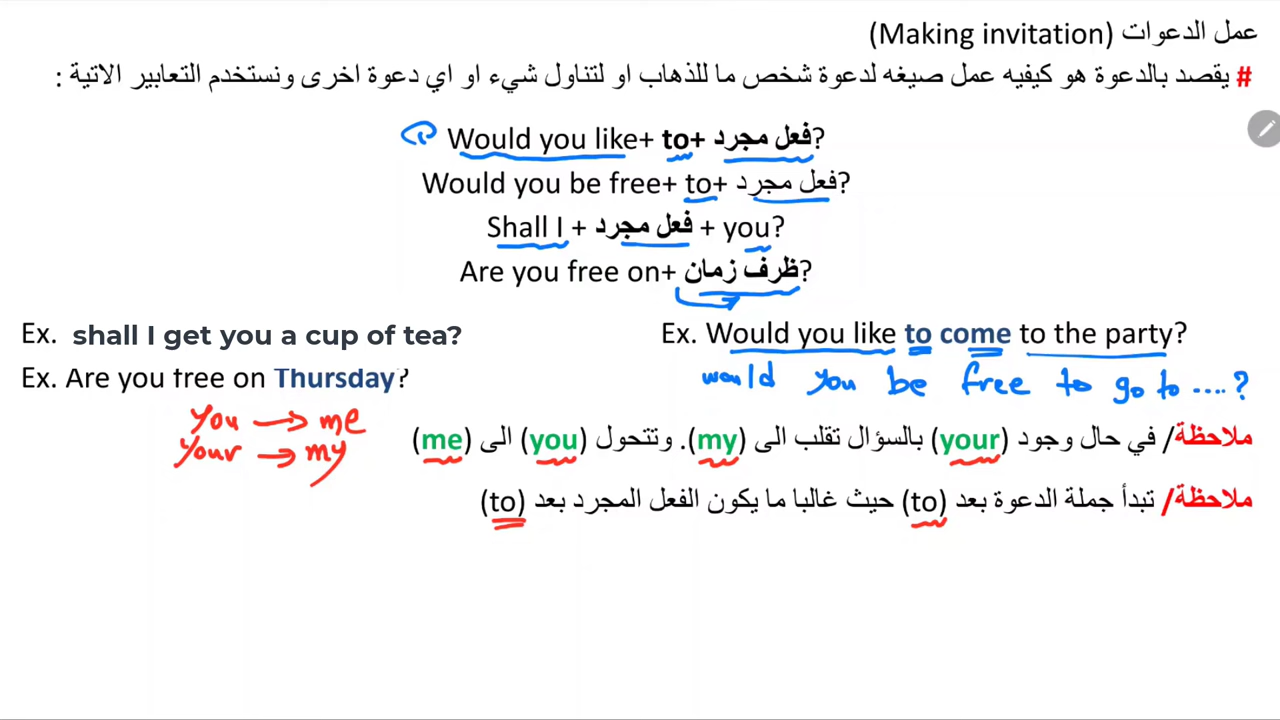 عمل الدعوات (Making invitation)
# يقصد بالدعوة هو كيفيه عمل صيغه لدعوة شخص ما للذهاب او لتناول شيء او اي دعوة اخرى ونستخدم التعابير الاتية :
Would you like+ to+ فعل مجرد?
Would you be free+ to+ فعل مجرد?
Shall I + فعل مجرد + you?
Are you free on+ ظرف زمان?
Ex. shall I get you a cup of tea?
Ex. Would you like to come to the party?
Ex. Are you free on Thursday?
would you be free to go to ....?
you → me
your → my
ملاحظة/ في حال وجود (your) بالسؤال تقلب الى (my). وتتحول (you) الى (me)
ملاحظة/ تبدأ جملة الدعوة بعد (to) حيث غالبا ما يكون الفعل المجرد بعد (to)